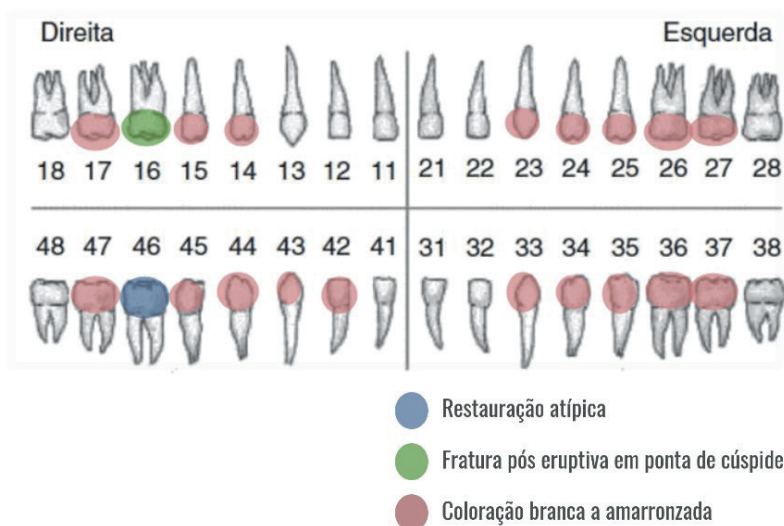 Direita Esquerda
18 17 16 15 14 13 12 11 21 22 23 24 25 26 27 28
48 47 46 45 44 43 42 41 31 32 33 34 35 36 37 38
Restauração atípica
Fratura pós eruptiva em ponta de cúspide
Coloração branca a amarronzada